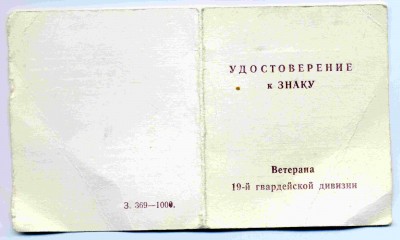 З. 369—1000.
УДОСТОВЕРЕНИЕ
к ЗНАКУ
Ветерана
19-й гвардейской дивизии